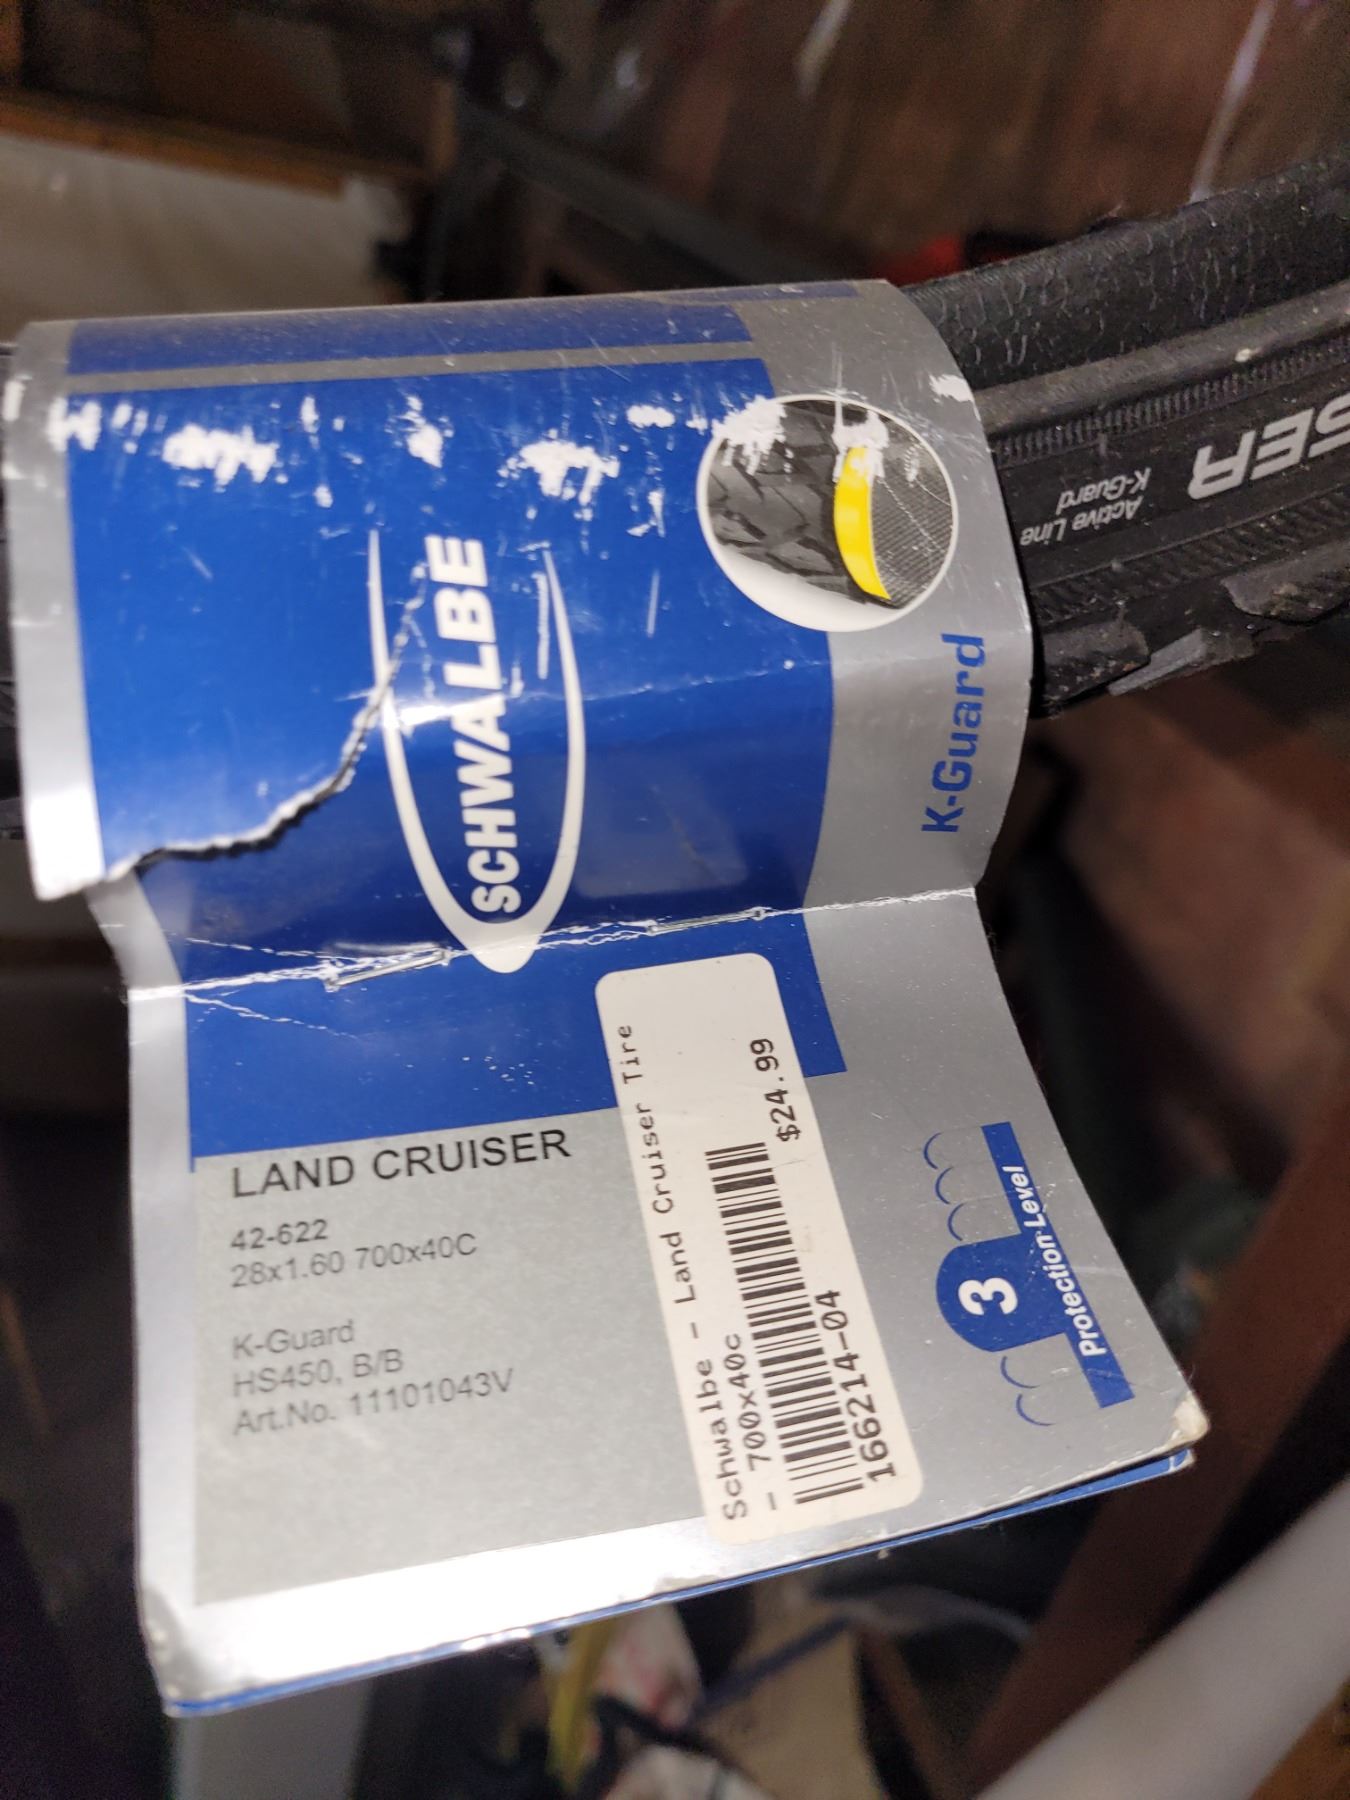 SCHWALBE
K-Guard
LAND CRUISER
42-622
28x1.60 700x40C
K-Guard
HS450, B/B
Art.No. 11101043V
Schwalbe - Land Cruiser Tire
- 700x40c
$24.99
166214-04
3
Protection Level
SER
Active Line
K-Guard